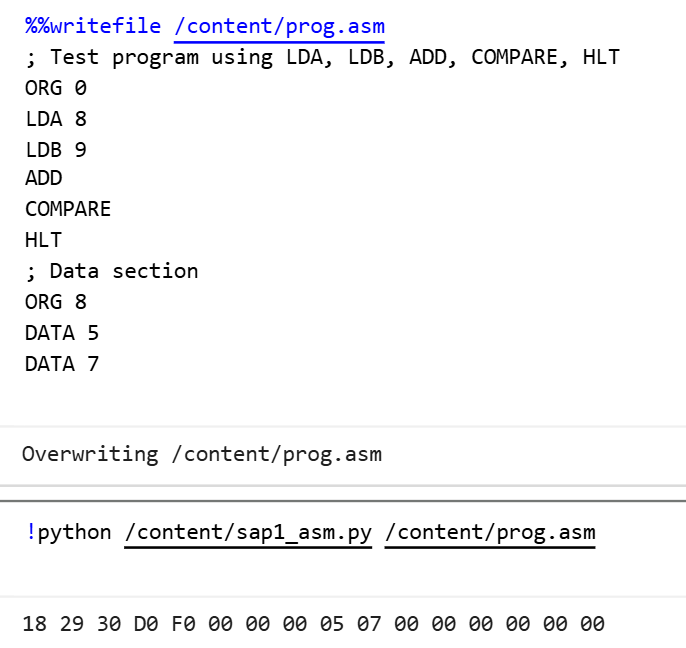 %%writefile /content/prog.asm
; Test program using LDA, LDB, ADD, COMPARE, HLT
ORG 0
LDA 8
LDB 9
ADD
COMPARE
HLT
; Data section
ORG 8
DATA 5
DATA 7
Overwriting /content/prog.asm
!python /content/sap1_asm.py /content/prog.asm
18 29 30 D0 F0 00 00 00 05 07 00 00 00 00 00 00